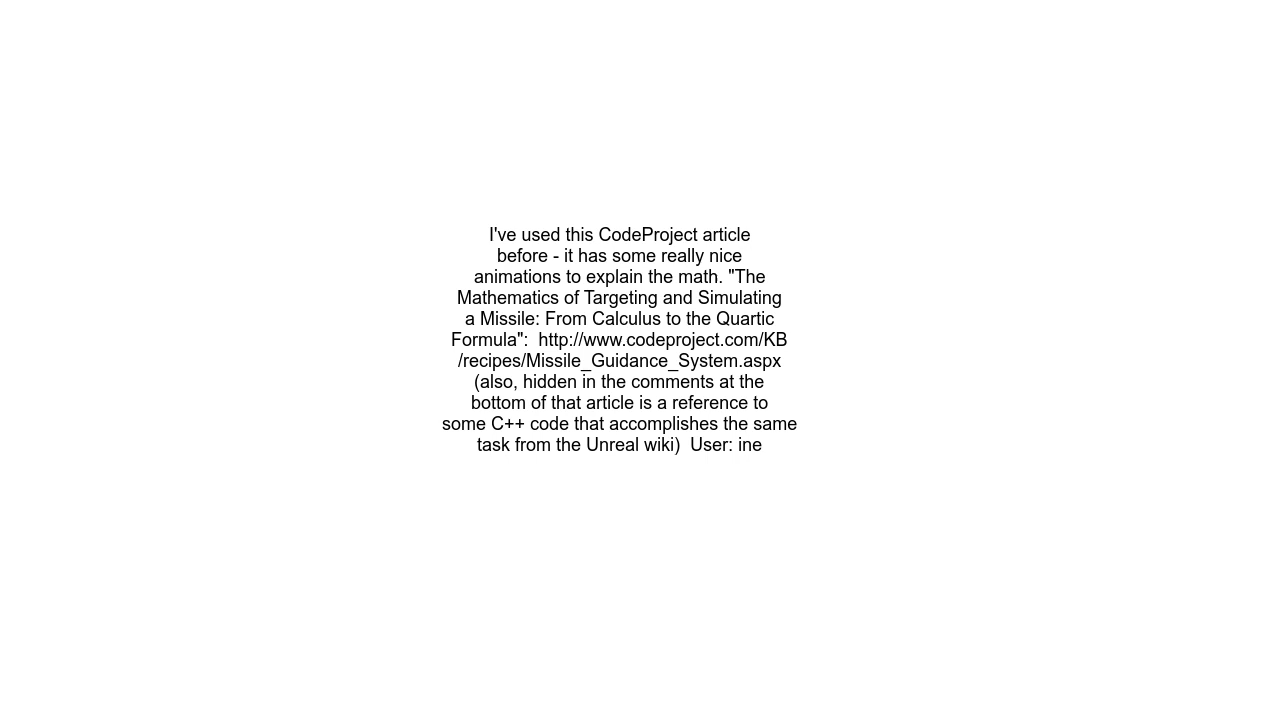 I've used this CodeProject article
before - it has some really nice
animations to explain the math. "The
Mathematics of Targeting and Simulating
a Missile: From Calculus to the Quartic
Formula":  http://www.codeproject.com/KB
/recipes/Missile_Guidance_System.aspx
(also, hidden in the comments at the
bottom of that article is a reference to
some C++ code that accomplishes the same
task from the Unreal wiki)  User: ine